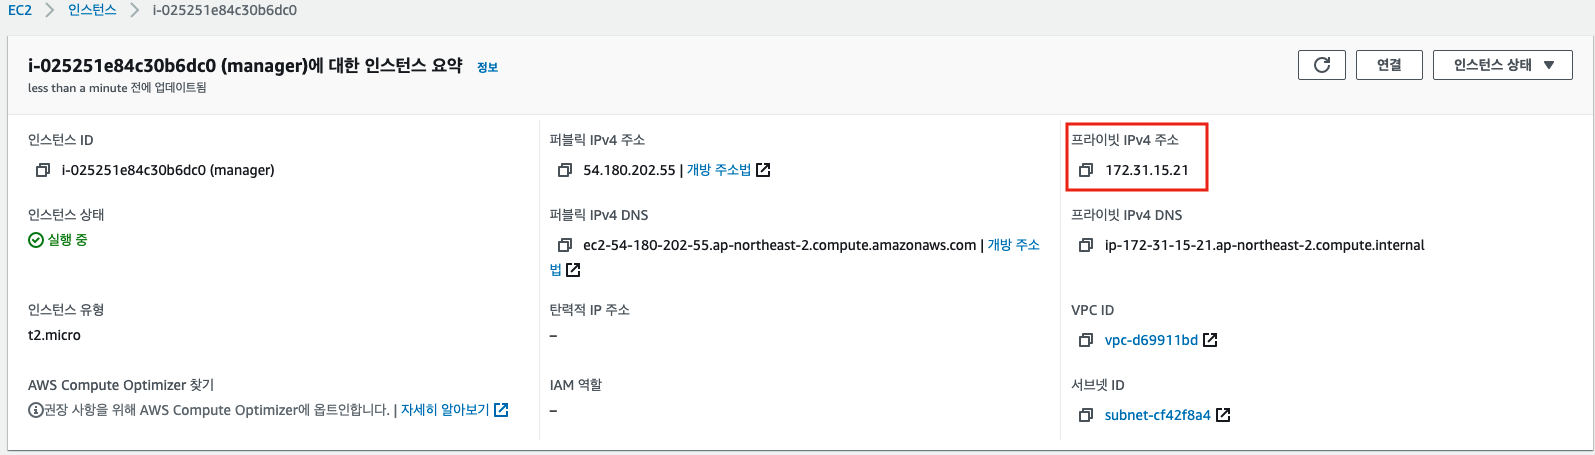 EC2 > 인스턴스 > i-025251e84c30b6dc0
i-025251e84c30b6dc0 (manager)에 대한 인스턴스 요약 정보
less than a minute 전에 업데이트됨
연결
인스턴스 상태
인스턴스 ID
i-025251e84c30b6dc0 (manager)
퍼블릭 IPv4 주소
54.180.202.55 | 개방 주소법
프라이빗 IPv4 주소
172.31.15.21
인스턴스 상태
실행 중
퍼블릭 IPv4 DNS
ec2-54-180-202-55.ap-northeast-2.compute.amazonaws.com | 개방 주소
법
프라이빗 IPv4 DNS
ip-172-31-15-21.ap-northeast-2.compute.internal
인스턴스 유형
t2.micro
탄력적 IP 주소
–
VPC ID
vpc-d69911bd
AWS Compute Optimizer 찾기
권장 사항을 위해 AWS Compute Optimizer에 옵트인합니다. | 자세히 알아보기
IAM 역할
–
서브넷 ID
subnet-cf42f8a4